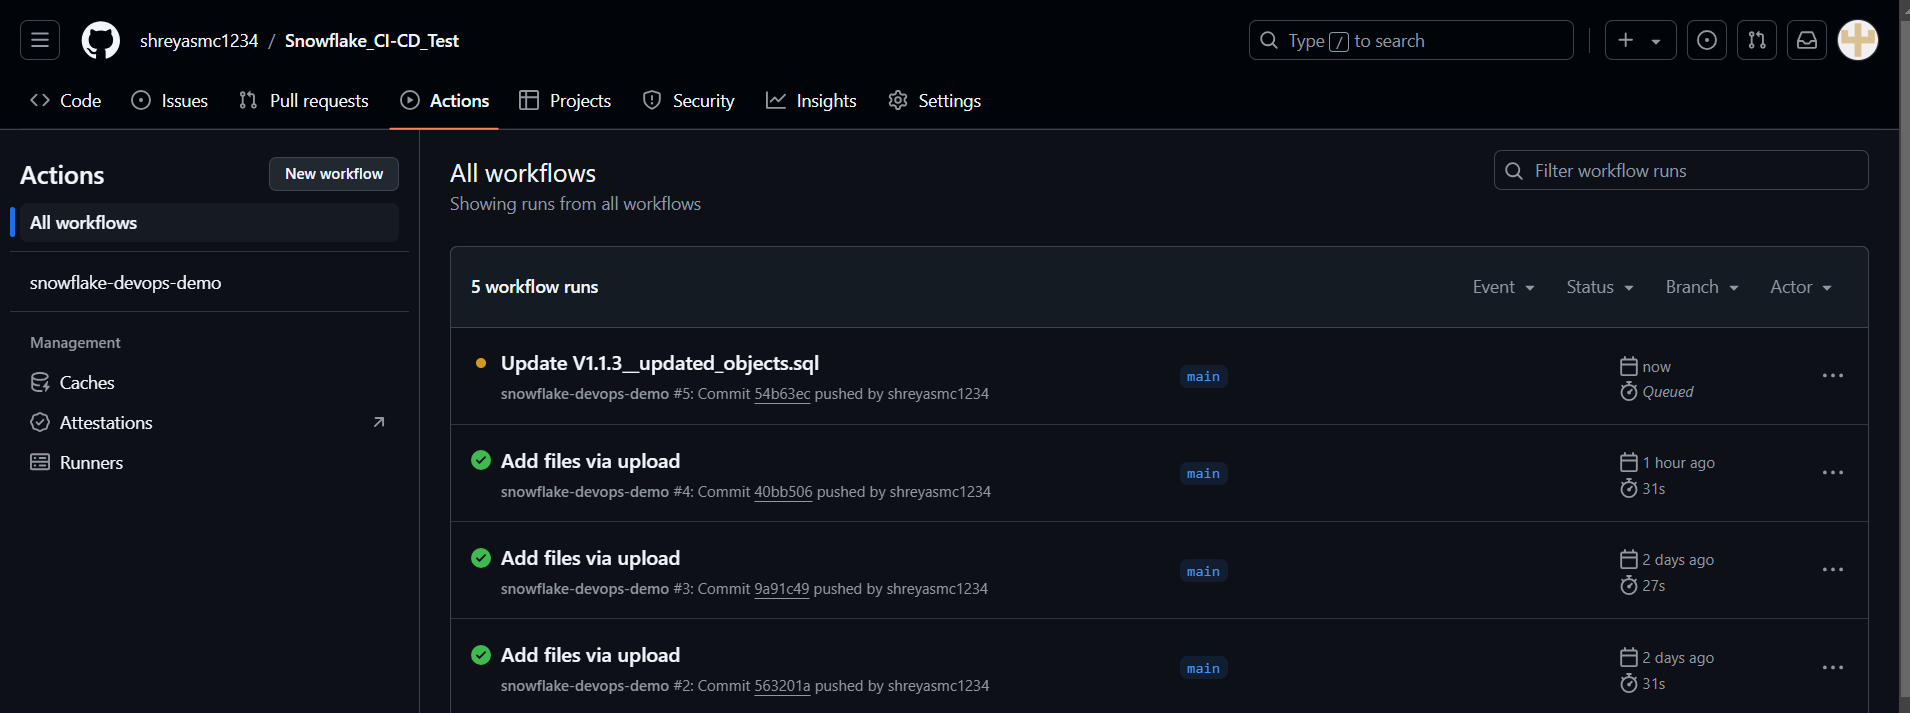 shreyasmc1234 / Snowflake_CI-CD_Test
Type / to search
Code Issues Pull requests Actions Projects Security Insights Settings
Actions
New workflow
All workflows
snowflake-devops-demo
Management
Caches
Attestations
Runners
All workflows
Showing runs from all workflows
Filter workflow runs
5 workflow runs
Event Status Branch Actor
Update V1.1.3__updated_objects.sql
snowflake-devops-demo #5: Commit 54b63ec pushed by shreyasmc1234
main
now
Queued
Add files via upload
snowflake-devops-demo #4: Commit 40bb506 pushed by shreyasmc1234
main
1 hour ago
31s
Add files via upload
snowflake-devops-demo #3: Commit 9a91c49 pushed by shreyasmc1234
main
2 days ago
27s
Add files via upload
snowflake-devops-demo #2: Commit 563201a pushed by shreyasmc1234
main
2 days ago
31s